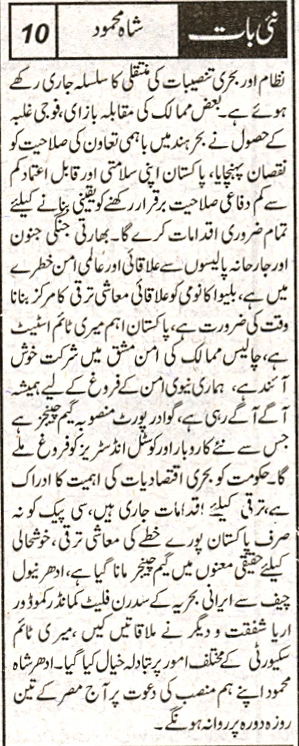 نئی بات
شاہ محمود
10
نظام اور بحری تنصیبات کی منتقلی کا سلسلہ جاری رکھے
ہوئے ہے۔ بعض ممالک کی مقابلہ بازای، فوجی غلبہ
کے حصول نے بحر ہند میں باہمی تعاون کی صلاحیت کو
نقصان پہنچایا، پاکستان اپنی سلامتی اور قابل اعتماد کم
سے کم دفاعی صلاحیت برقرار رکھنے کو یقینی بنانے کیلئے
تمام ضروری اقدامات کرے گا۔ بھارتی جنگی جنون
اور جارحانہ پالیسوں سے علاقائی اور عالمی امن خطرے
میں ہے، بلیو اکانومی کو علاقائی معاشی ترقی کا مرکز بنانا
وقت کی ضرورت ہے، پاکستان اہم میری ٹائم اسٹیٹ
ہے، چالیس ممالک کی امن مشق میں شرکت خوش
آئند ہے، ہماری نیوی امن کے فروغ کے لیے ہمیشہ
آگے آگے رہی ہے، گوادر پورٹ منصوبہ گیم چینجر ہے
جس سے نئے کاروبار اور کوسٹل انڈسٹریز کو فروغ ملے
گا۔ حکومت کو بحری اقتصادیات کی اہمیت کا ادراک
ہے، ترقی کیلئے اقدامات جاری ہیں، سی پیک کو نہ
صرف پاکستان پورے خطے کی معاشی ترقی، خوشحالی
کیلئے حقیقی معنوں میں گیم چینجر مانا گیا ہے، ادھر نیول
چیف سے ایرانی بحریہ کے سدرن فلیٹ کمانڈر کموڈور
اریا شفقت و دیگر نے ملاقاتیں کیں، میری ٹائم
سکیورٹی کے مختلف امور پر تبادلہ خیال کیا گیا۔ ادھر شاہ
محمود اپنے ہم منصب کی دعوت پر آج مصر کے تین
روزہ دورہ پر روانہ ہونگے۔